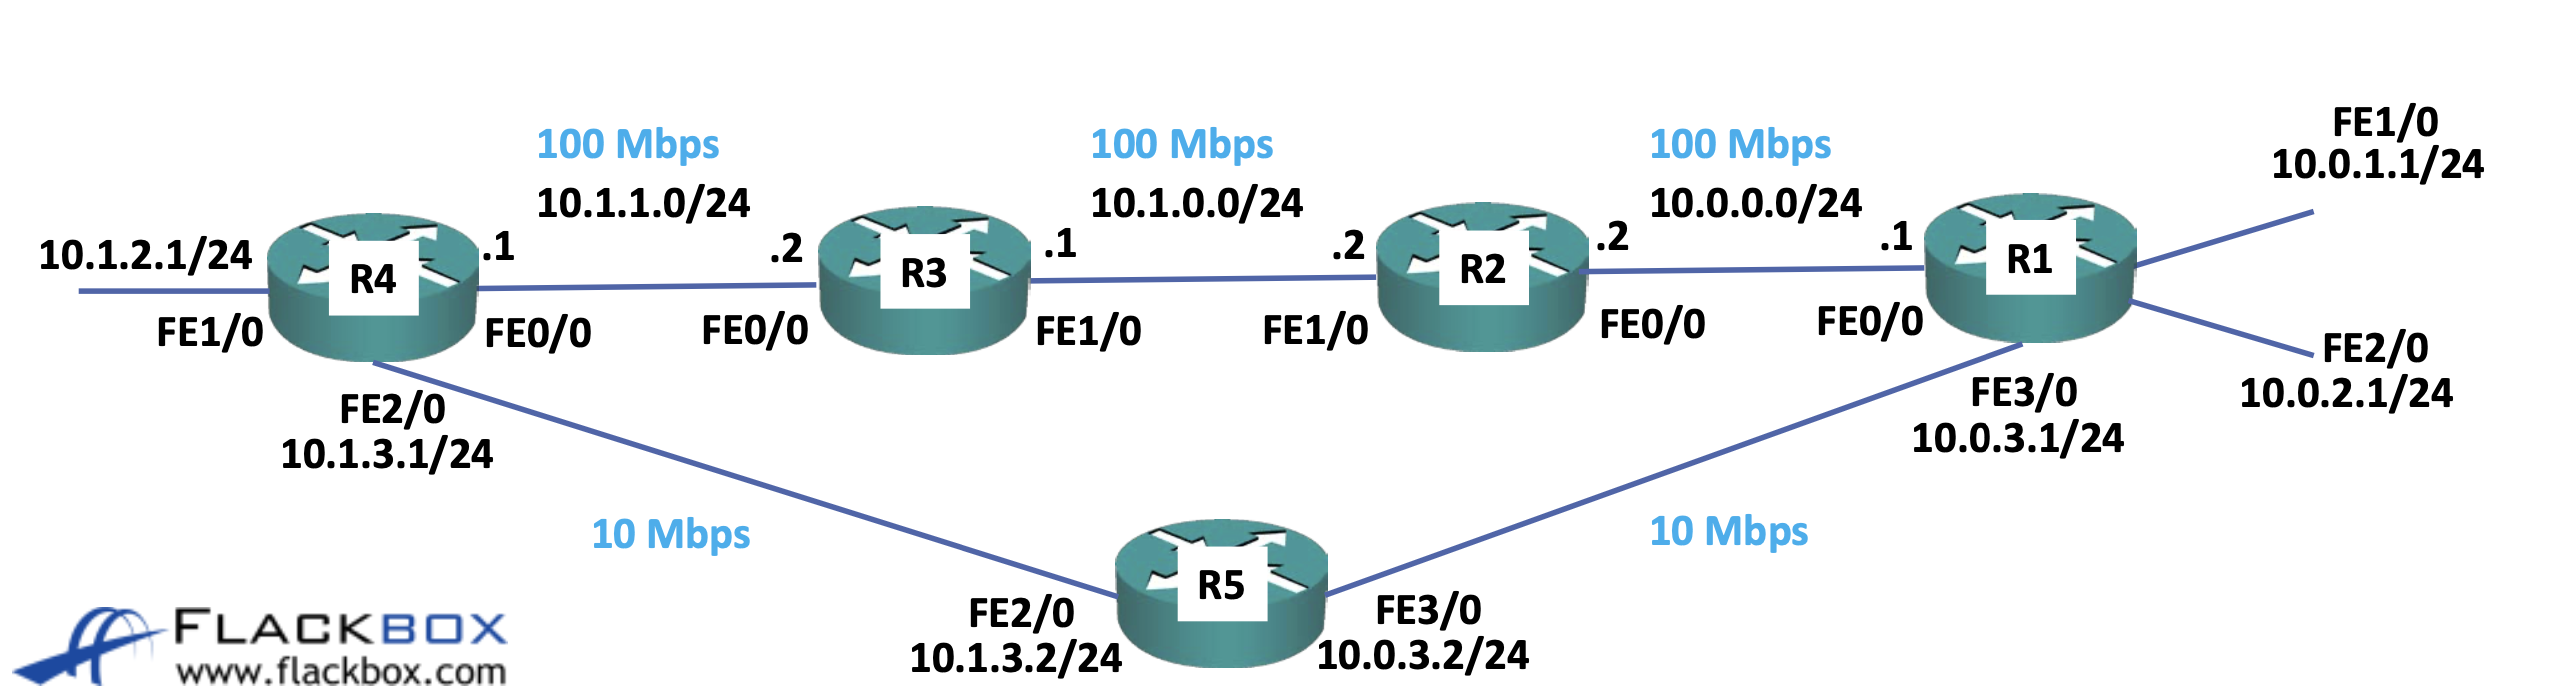 100 Mbps
100 Mbps
100 Mbps
10.1.1.0/24
10.1.0.0/24
10.0.0.0/24
FE1/0
10.0.1.1/24
10.1.2.1/24
FE1/0
R4
.1
FE0/0
.2
FE0/0
R3
.1
FE1/0
.2
FE1/0
R2
.2
FE0/0
.1
FE0/0
R1
FE2/0
10.0.2.1/24
FE2/0
10.1.3.1/24
FE3/0
10.0.3.1/24
10 Mbps
10 Mbps
R5
FE2/0
10.1.3.2/24
FE3/0
10.0.3.2/24
FLACKBOX
www.flackbox.com